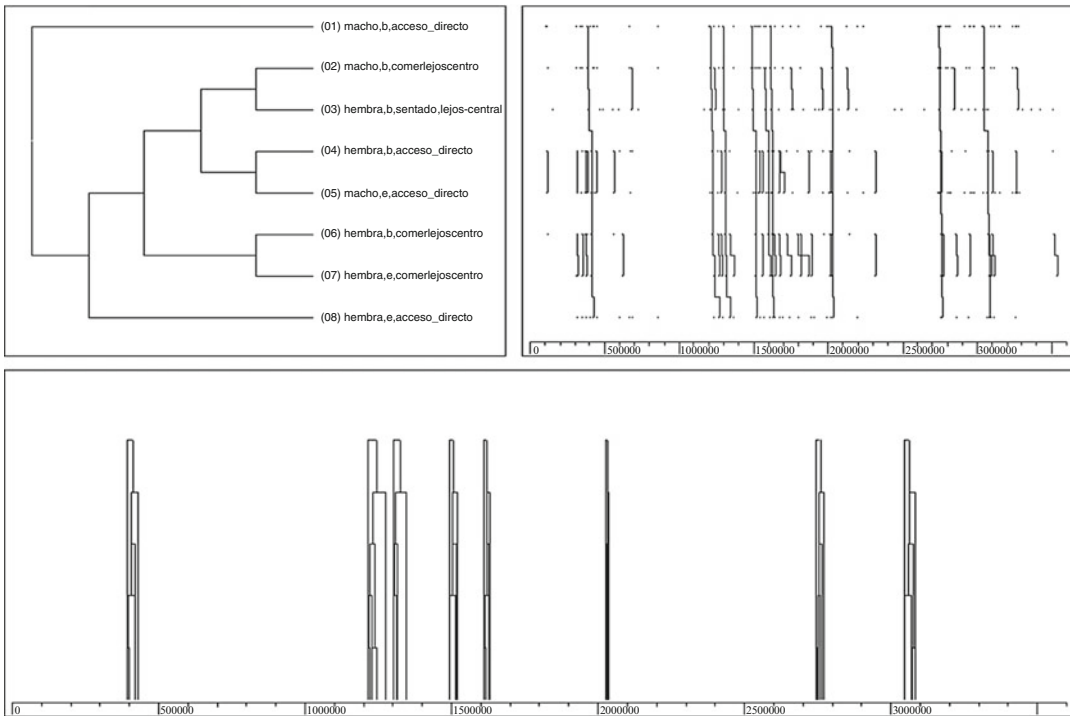 (01) macho,b,acceso_directo
(02) macho,b,comerlejoscentro
(03) hembra,b,sentado,lejos-central
(04) hembra,b,acceso_directo
(05) macho,e,acceso_directo
(06) hembra,b,comerlejoscentro
(07) hembra,e,comerlejoscentro
(08) hembra,e,acceso_directo
0 500000 1000000 1500000 2000000 2500000 3000000
0 500000 1000000 1500000 2000000 2500000 3000000